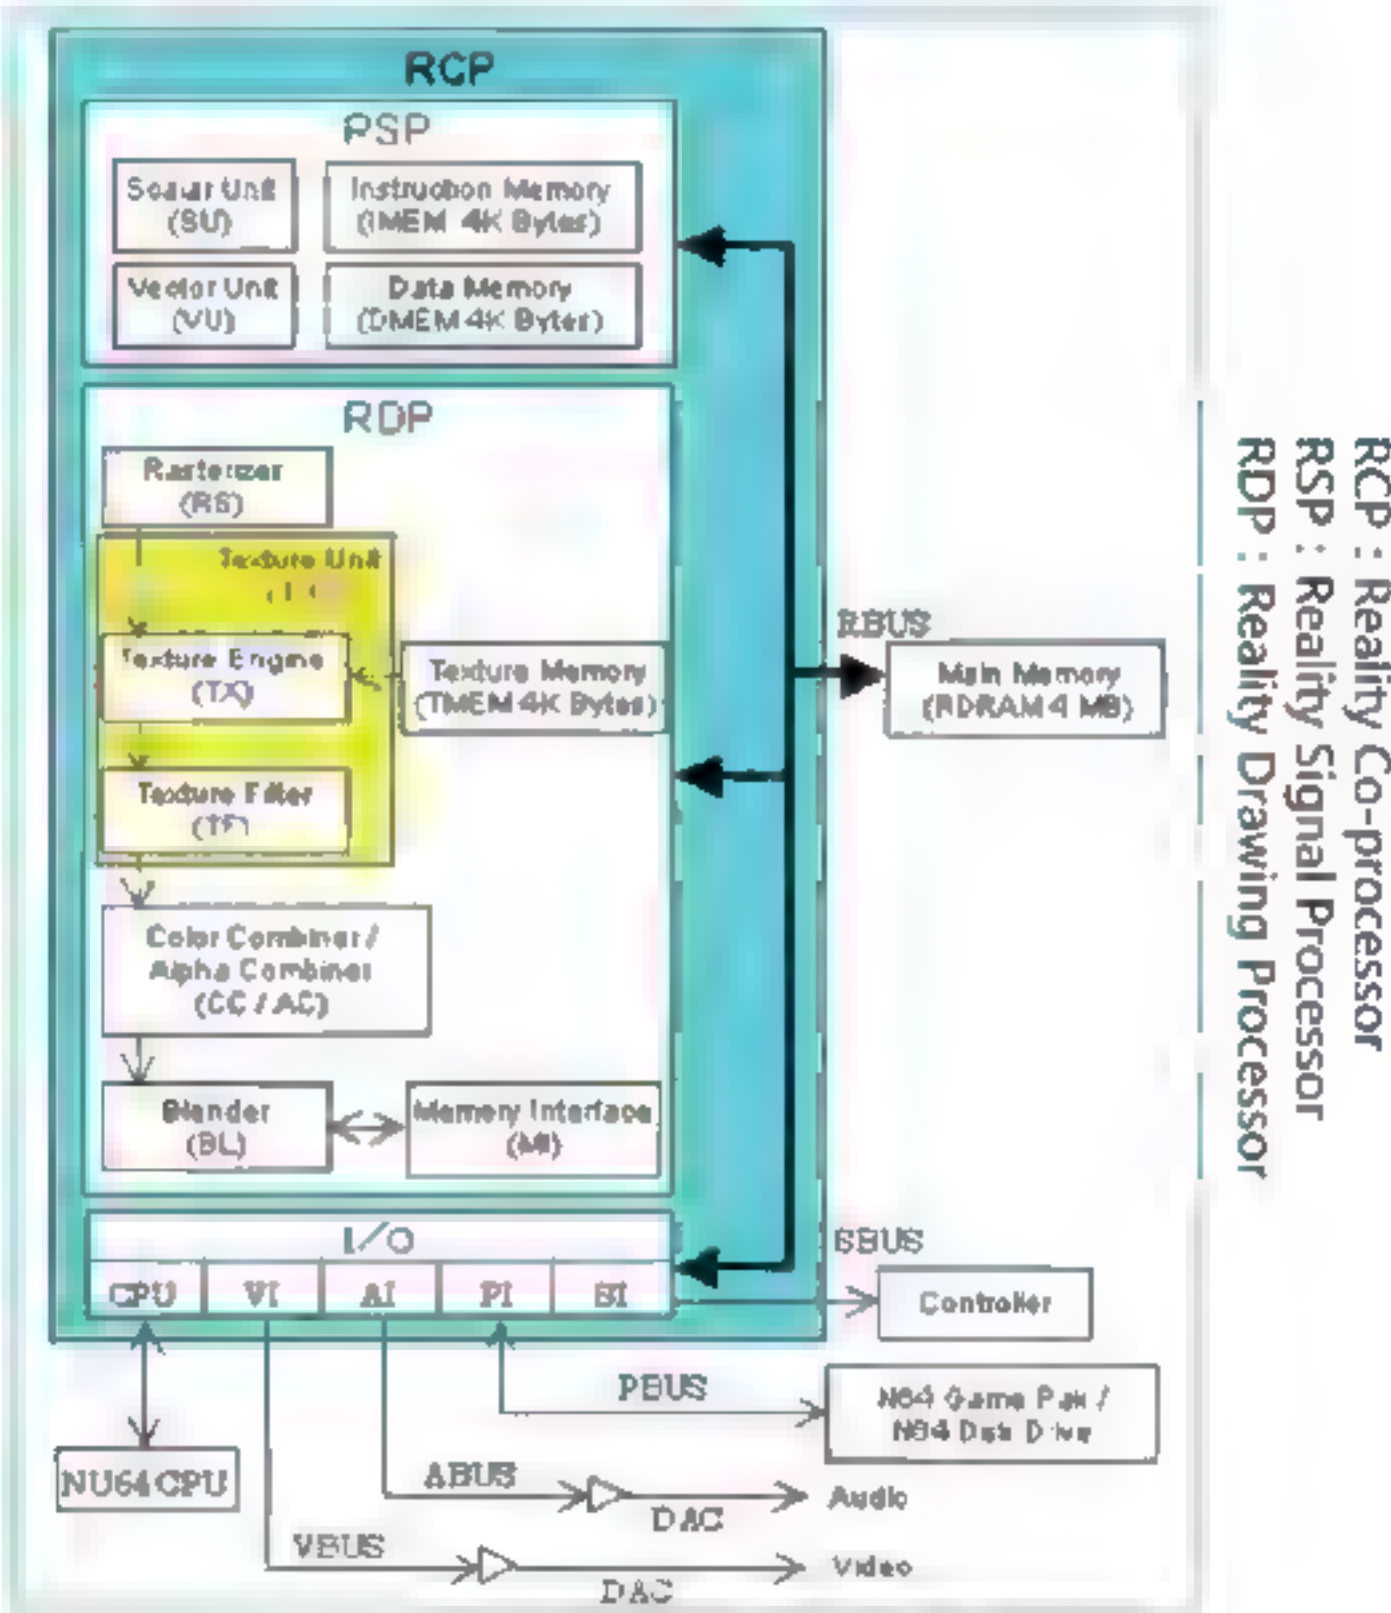 RCP
RSP
Scalar Unit
(SU)
Instruction Memory
(IMEM 4K Bytes)
Vector Unit
(VU)
Data Memory
(DMEM 4K Bytes)
RDP
Rasterizer
(RS)
Texture Unit
Texture Engine
(TX)
Texture Memory
(TMEM 4K Bytes)
Texture Filter
(TF)
Color Combiner /
Alpha Combiner
(CC / AC)
Blender
(BL)
Memory Interface
(MI)
I/O
CPU
VI
AI
PI
SI
RBUS
Main Memory
(RDRAM 4 MB)
SBUS
Controller
PBUS
N64 Game Pak /
N64 Disk Drive
NU64 CPU
ABUS
DAC
Audio
VBUS
DAC
Video
RCP : Reality Co-processor
RSP : Reality Signal Processor
RDP : Reality Drawing Processor